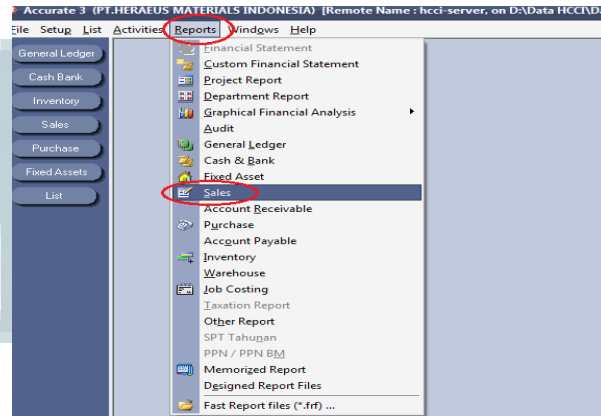 Accurate 3 (PT.HERAEUS MATERIALS INDONESIA) [Remote Name : hcci-server, on D:\Data HCCI\D
File Setup List Activities Reports Windows Help
General Ledger
Cash Bank
Inventory
Sales
Purchase
Fixed Assets
List
Financial Statement
Custom Financial Statement
Project Report
Department Report
Graphical Financial Analysis
Audit
General Ledger
Cash & Bank
Fixed Asset
Sales
Account Receivable
Purchase
Account Payable
Inventory
Warehouse
Job Costing
Taxation Report
Other Report
SPT Tahunan
PPN / PPN BM
Memorized Report
Designed Report Files
Fast Report files (*.frf) ...